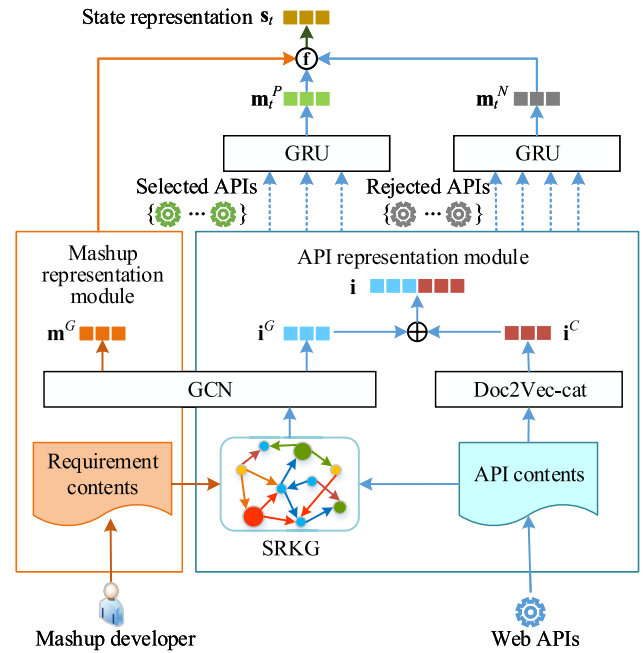 State representation s_t
f
m_t^P
m_t^N
GRU
GRU
Selected APIs
{ ... }
Rejected APIs
{ ... }
Mashup
representation
module
API representation module
i
m^G
i^G
i^C
GCN
Doc2Vec-cat
Requirement
contents
API contents
SRKG
Mashup developer
Web APIs